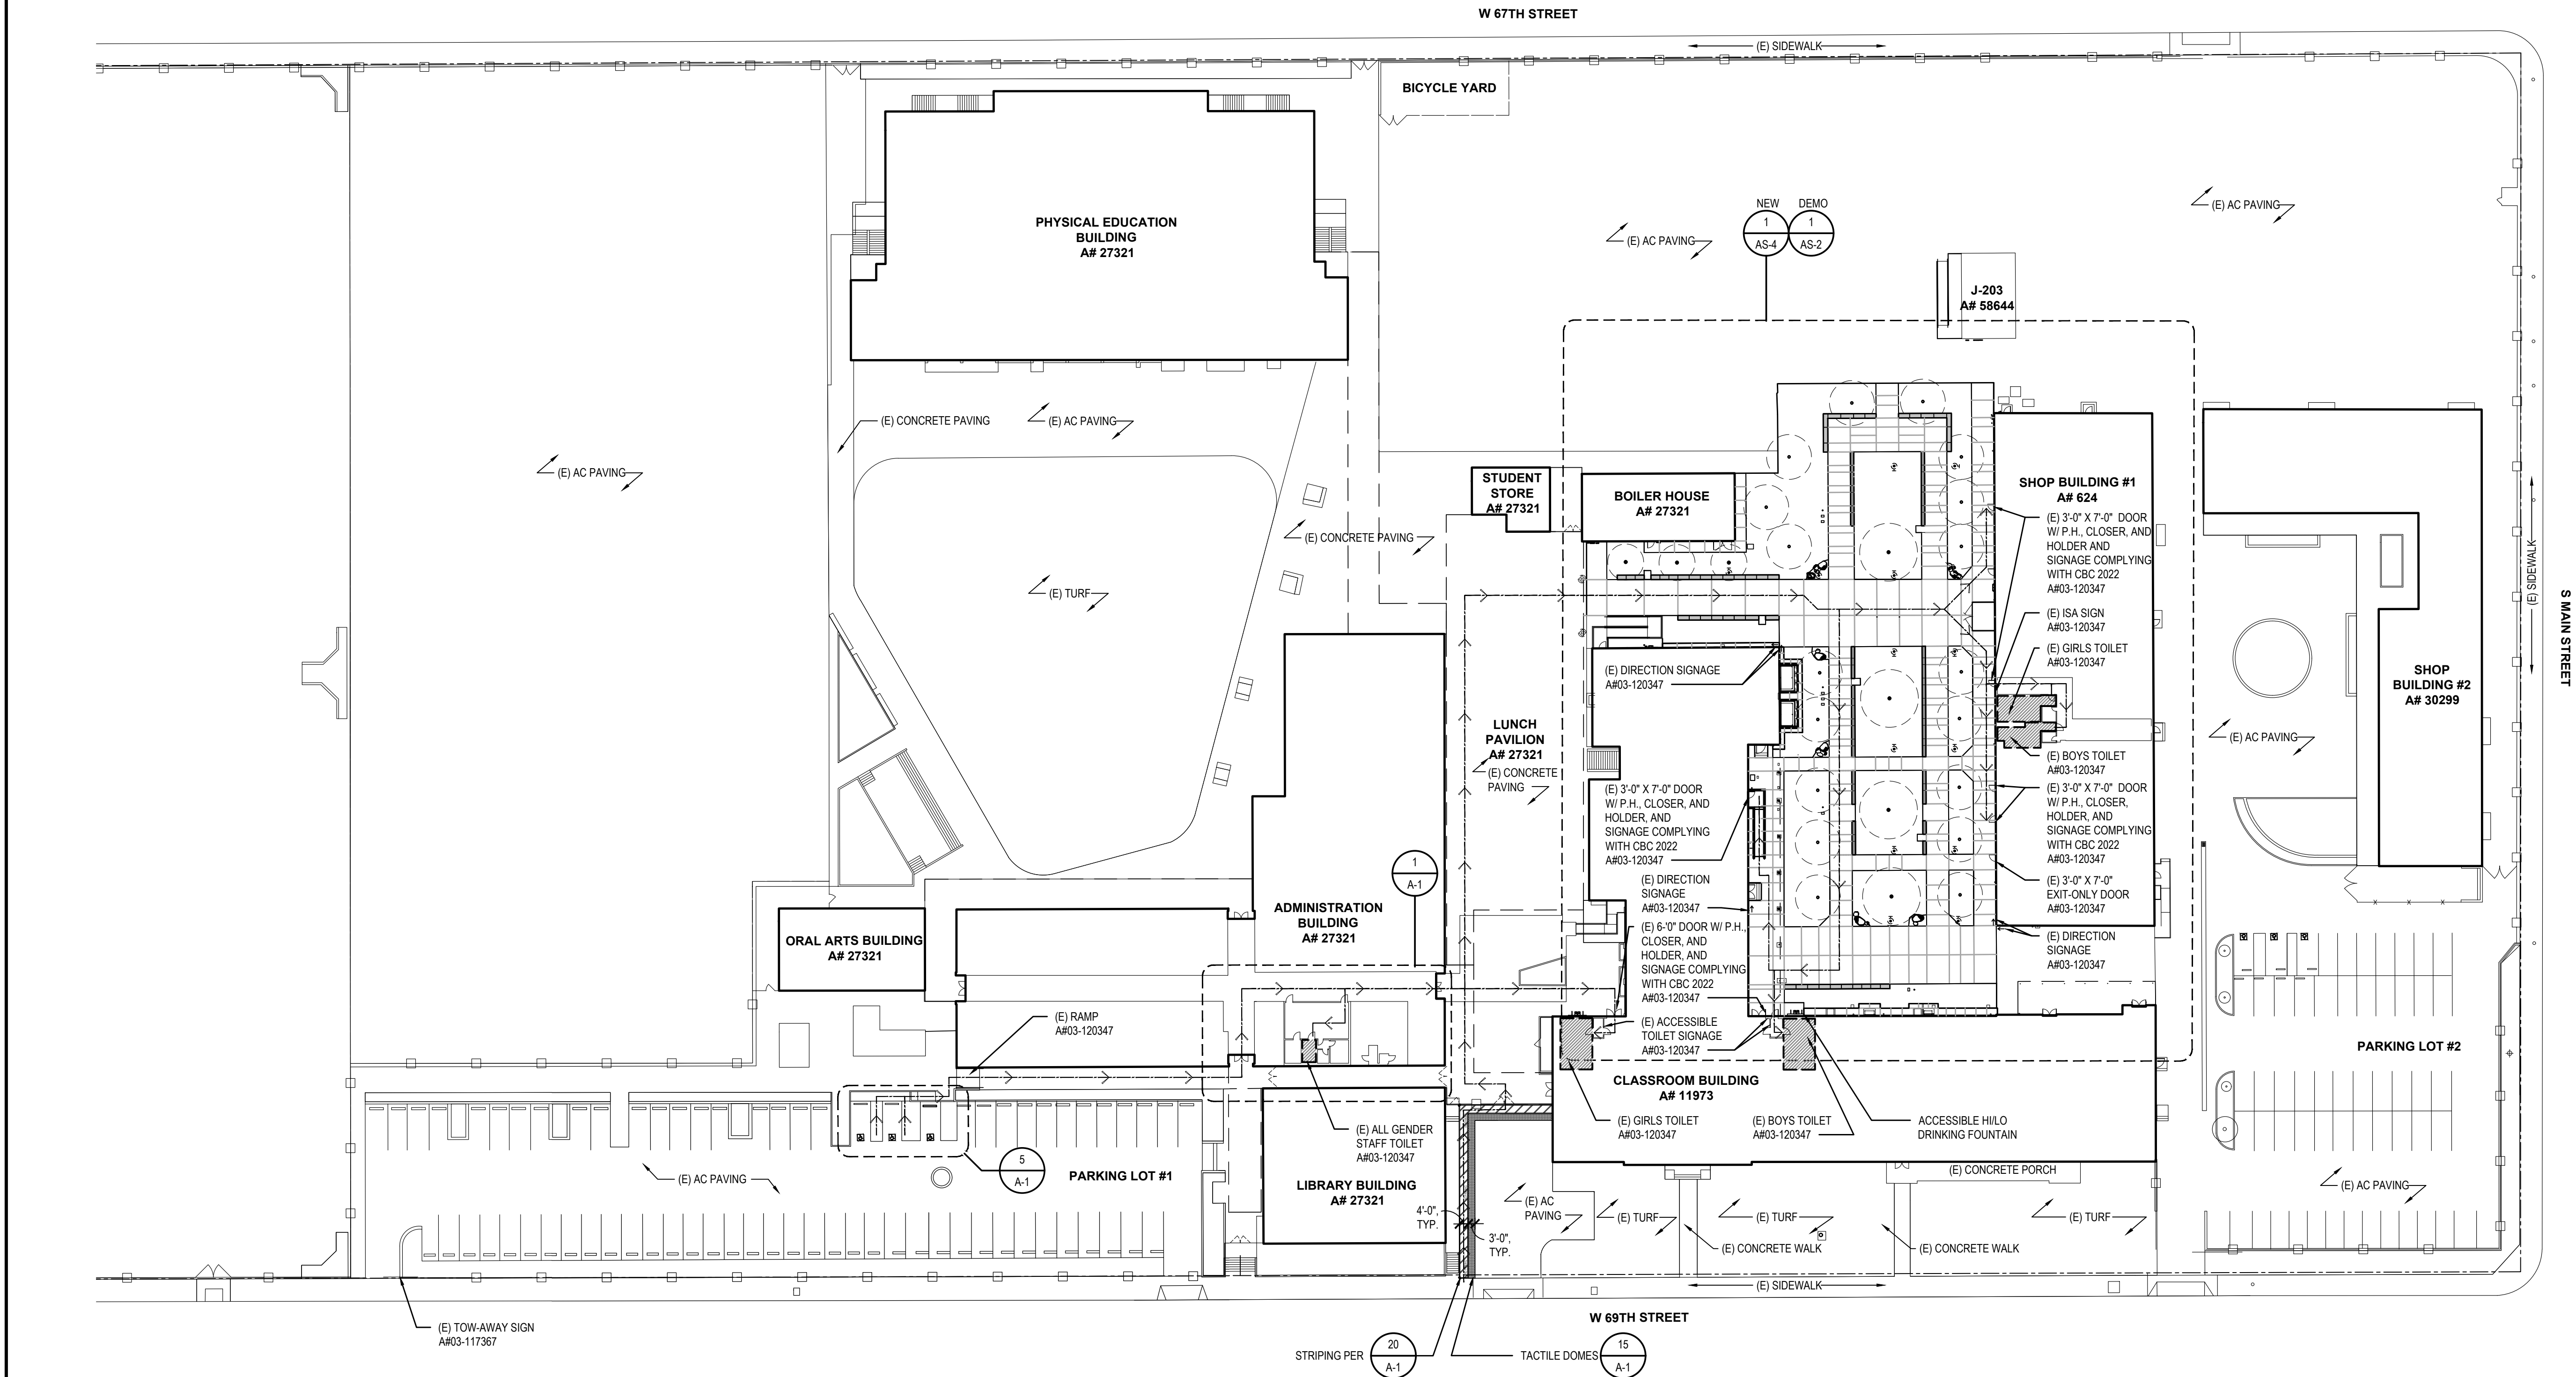 W 67TH STREET
(E) SIDEWALK
BICYCLE YARD
PHYSICAL EDUCATION
BUILDING
A# 27321
NEW
DEMO
1
AS-4
1
AS-2
(E) AC PAVING
(E) AC PAVING
J-203
A# 58644
(E) CONCRETE PAVING
(E) AC PAVING
(E) AC PAVING
STUDENT
STORE
A# 27321
BOILER HOUSE
A# 27321
SHOP BUILDING #1
A# 624
(E) 3'-0" X 7'-0" DOOR
W/ P.H., CLOSER, AND
HOLDER AND
SIGNAGE COMPLYING
WITH CBC 2022
A#03-120347
(E) CONCRETE PAVING
(E) TURF
(E) ISA SIGN
A#03-120347
(E) GIRLS TOILET
A#03-120347
(E) SIDEWALK
S MAIN STREET
(E) DIRECTION SIGNAGE
A#03-120347
SHOP
BUILDING #2
A# 30299
LUNCH
PAVILION
A# 27321
(E) CONCRETE
PAVING
(E) AC PAVING
(E) BOYS TOILET
A#03-120347
(E) 3'-0" X 7'-0" DOOR
W/ P.H., CLOSER, AND
HOLDER, AND
SIGNAGE COMPLYING
WITH CBC 2022
A#03-120347
(E) 3'-0" X 7'-0" DOOR
W/ P.H., CLOSER,
HOLDER, AND
SIGNAGE COMPLYING
WITH CBC 2022
A#03-120347
1
A-1
(E) DIRECTION
SIGNAGE
A#03-120347
(E) 3'-0" X 7'-0"
EXIT-ONLY DOOR
A#03-120347
ADMINISTRATION
BUILDING
A# 27321
(E) 6'-0" DOOR W/ P.H.,
CLOSER, AND
HOLDER, AND
SIGNAGE COMPLYING
WITH CBC 2022
A#03-120347
(E) DIRECTION
SIGNAGE
A#03-120347
ORAL ARTS BUILDING
A# 27321
(E) RAMP
A#03-120347
(E) ACCESSIBLE
TOILET SIGNAGE
A#03-120347
PARKING LOT #2
CLASSROOM BUILDING
A# 11973
(E) GIRLS TOILET
A#03-120347
(E) BOYS TOILET
A#03-120347
ACCESSIBLE HI/LO
DRINKING FOUNTAIN
(E) ALL GENDER
STAFF TOILET
A#03-120347
5
A-1
PARKING LOT #1
(E) AC PAVING
LIBRARY BUILDING
A# 27321
(E) CONCRETE PORCH
(E) AC PAVING
4'-0",
TYP.
3'-0",
TYP.
(E) AC
PAVING
(E) TURF
(E) TURF
(E) TURF
(E) CONCRETE WALK
(E) CONCRETE WALK
(E) SIDEWALK
W 69TH STREET
(E) TOW-AWAY SIGN
A#03-117367
STRIPING PER
20
A-1
TACTILE DOMES
15
A-1